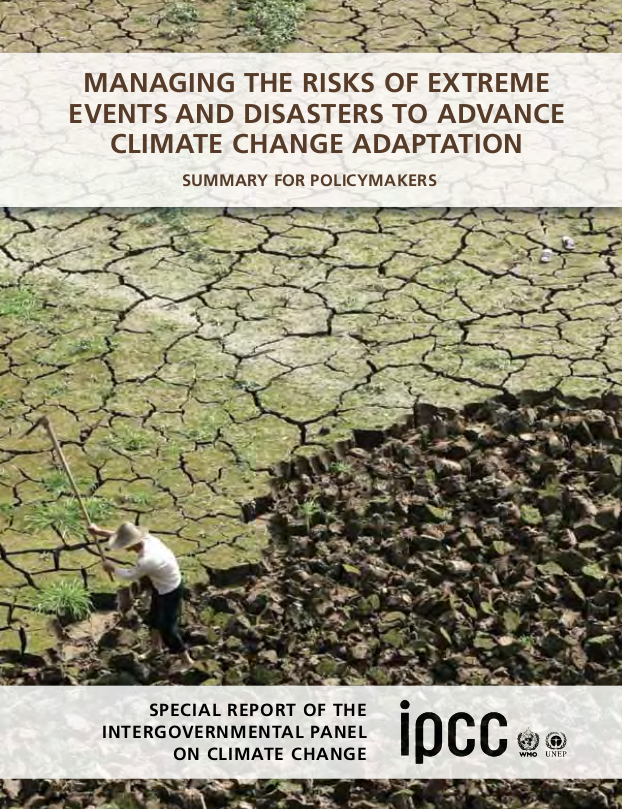 MANAGING THE RISKS OF EXTREME
EVENTS AND DISASTERS TO ADVANCE
CLIMATE CHANGE ADAPTATION
SUMMARY FOR POLICYMAKERS
SPECIAL REPORT OF THE
INTERGOVERNMENTAL PANEL
ON CLIMATE CHANGE
ipcc
WMO
UNEP